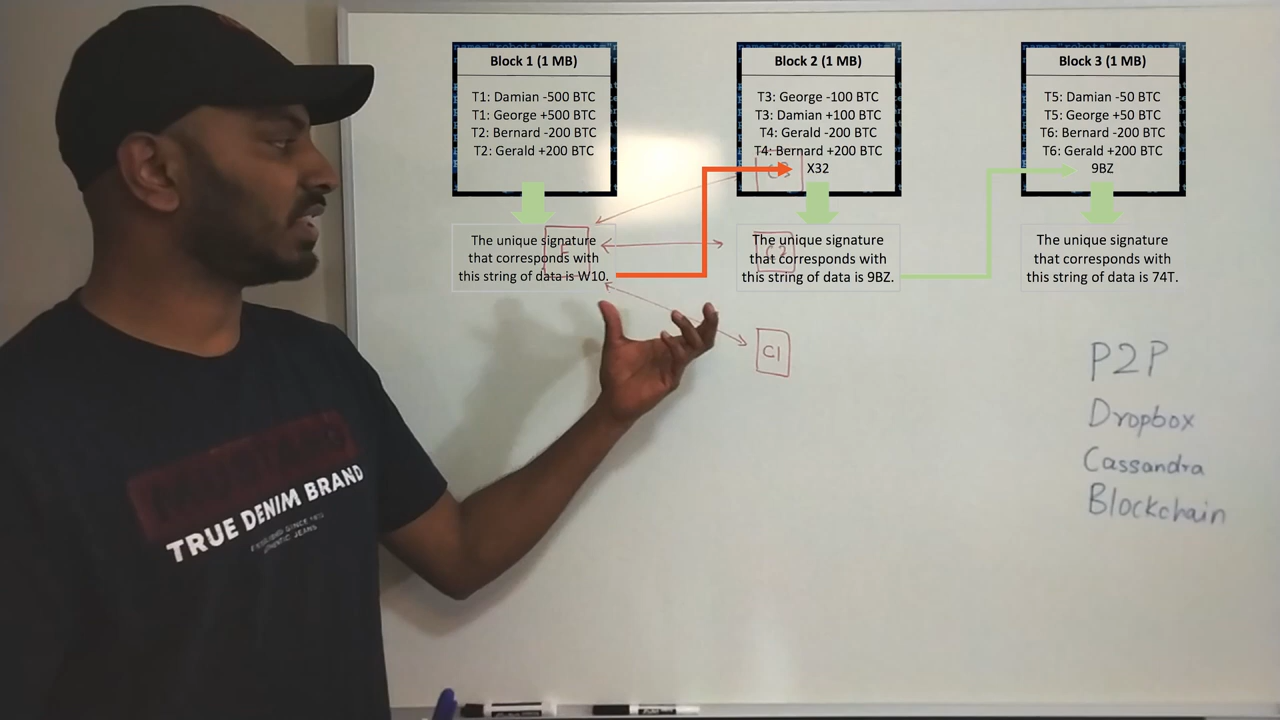 Block 1 (1 MB)
T1: Damian -500 BTC
T1: George +500 BTC
T2: Bernard -200 BTC
T2: Gerald +200 BTC
The unique signature
that corresponds with
this string of data is W10.
Block 2 (1 MB)
T3: George -100 BTC
T3: Damian +100 BTC
T4: Gerald -200 BTC
T4: Bernard +200 BTC
X32
The unique signature
that corresponds with
this string of data is 9BZ.
Block 3 (1 MB)
T5: Damian -50 BTC
T5: George +50 BTC
T6: Bernard -200 BTC
T6: Gerald +200 BTC
9BZ
The unique signature
that corresponds with
this string of data is 74T.
C3
C2
C1
P2P
Dropbox
Cassandra
Blockchain
MUSTANG
TRUE DENIM BRAND